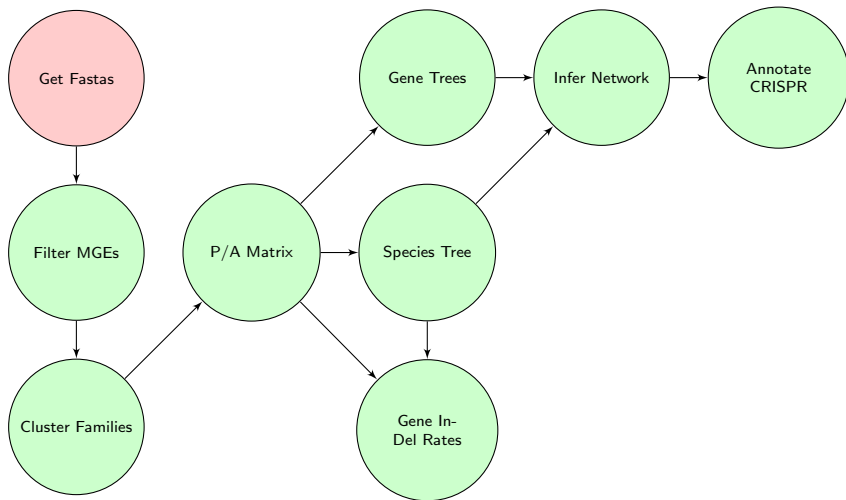 Get Fastas
Gene Trees
Infer Network
Annotate
CRISPR
Filter MGEs
P/A Matrix
Species Tree
Cluster Families
Gene In-
Del Rates